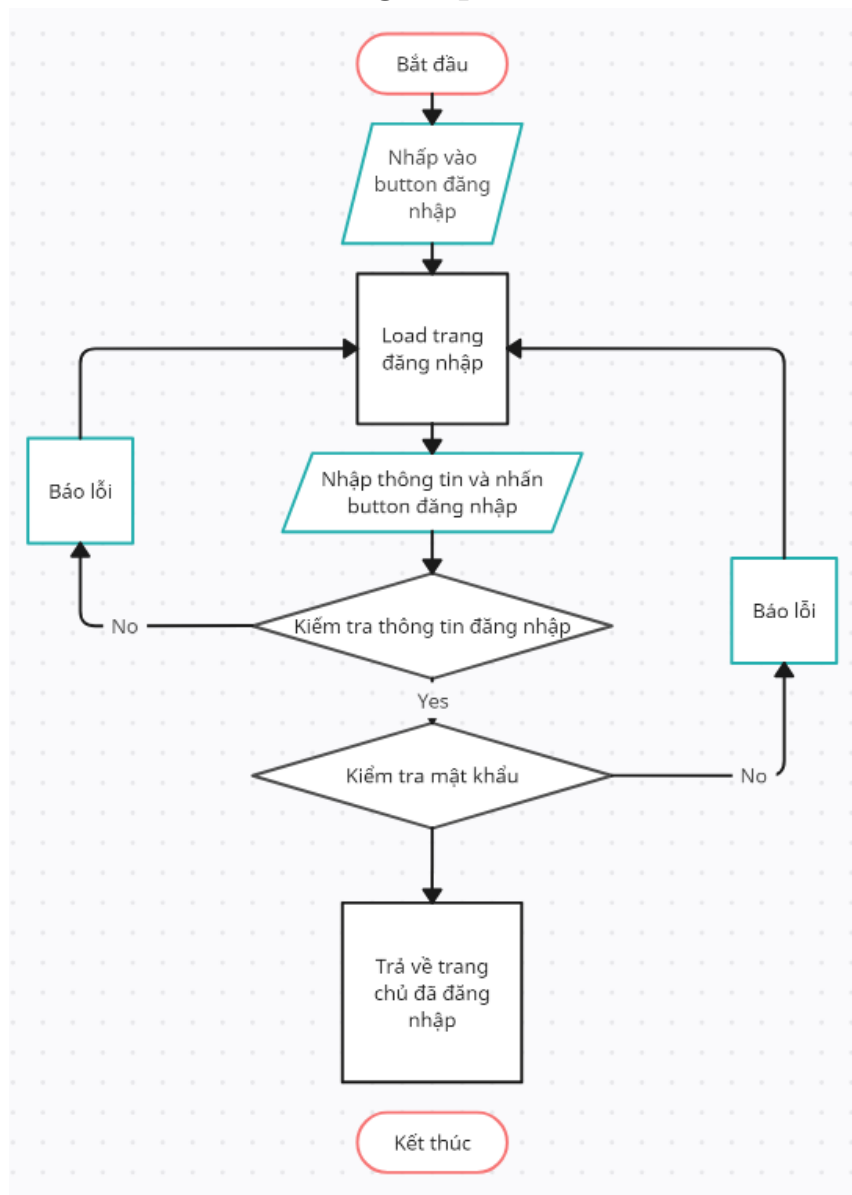 Bắt đầu
Nhấp vào
button đăng
nhập
Load trang
đăng nhập
Báo lỗi
Nhập thông tin và nhấn
button đăng nhập
Báo lỗi
No
Kiểm tra thông tin đăng nhập
Yes
Kiểm tra mật khẩu
No
Trả về trang
chủ đã đăng
nhập
Kết thúc